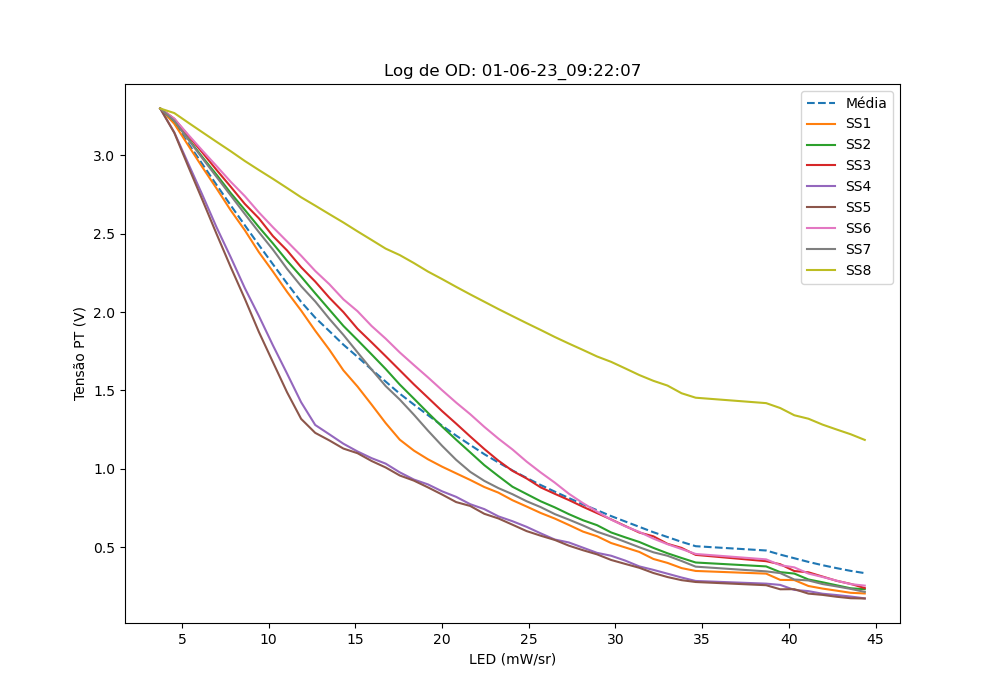 Log de OD: 01-06-23_09:22:07
Média
SS1
SS2
SS3
SS4
SS5
SS6
SS7
SS8
Tensão PT (V)
3.0
2.5
2.0
1.5
1.0
0.5
5 10 15 20 25 30 35 40 45
LED (mW/sr)